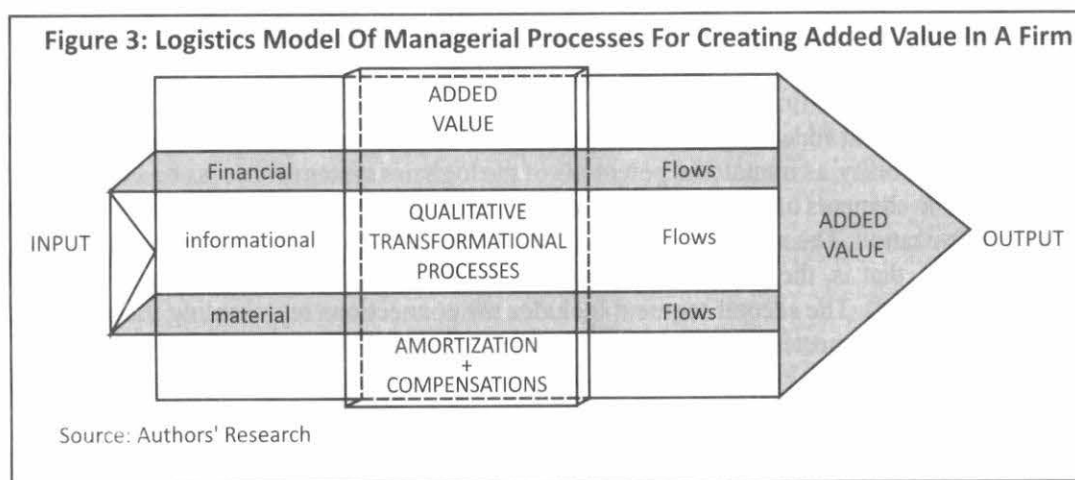 Figure 3: Logistics Model Of Managerial Processes For Creating Added Value In A Firm
ADDED
VALUE
Financial
Flows
INPUT
informational
QUALITATIVE
TRANSFORMATIONAL
PROCESSES
Flows
ADDED
VALUE
OUTPUT
material
Flows
AMORTIZATION
+
COMPENSATIONS
Source: Authors' Research